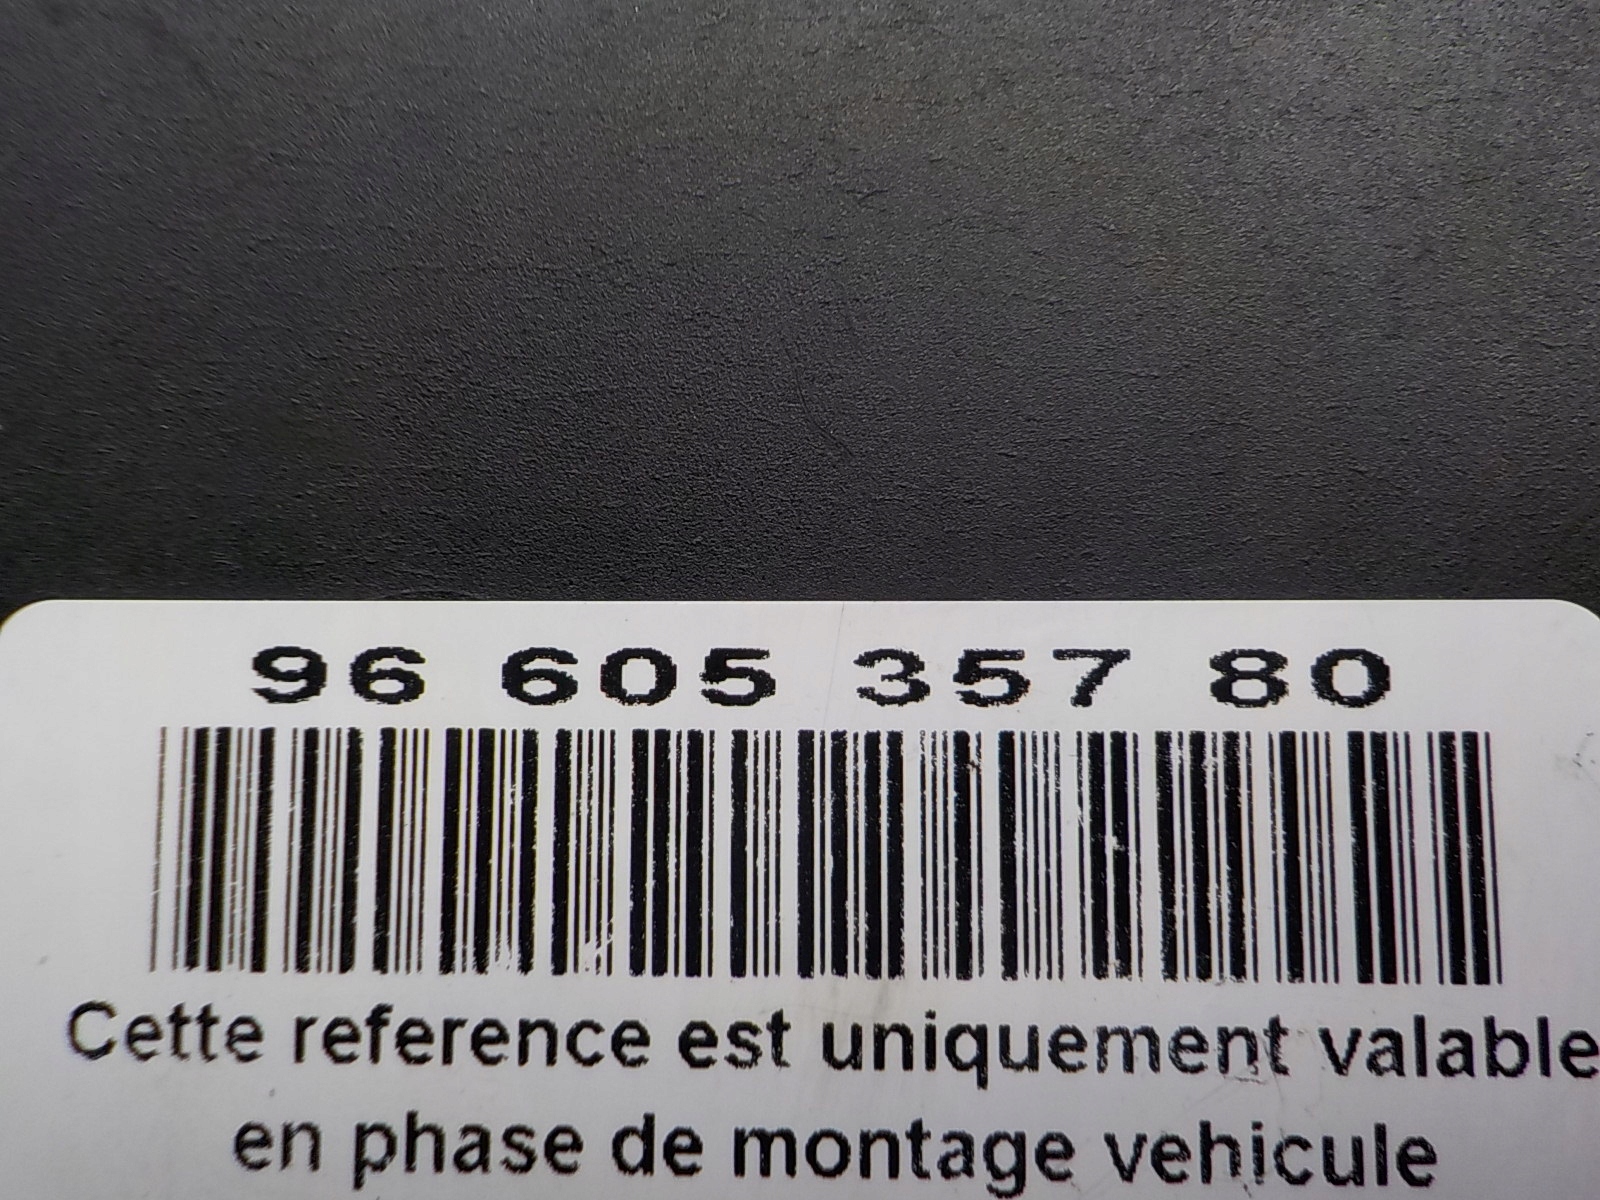 96 605 357 80
Cette reference est uniquement valable
en phase de montage vehicule